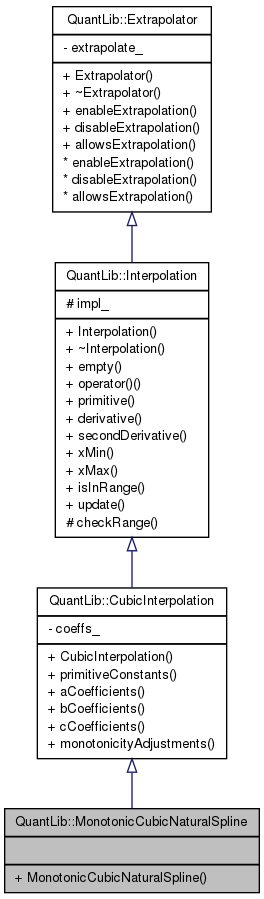 QuantLib::Extrapolator
- extrapolate_
+ Extrapolator()
+ ~Extrapolator()
+ enableExtrapolation()
+ disableExtrapolation()
+ allowsExtrapolation()
* enableExtrapolation()
* disableExtrapolation()
* allowsExtrapolation()
QuantLib::Interpolation
# impl_
+ Interpolation()
+ ~Interpolation()
+ empty()
+ operator()()
+ primitive()
+ derivative()
+ secondDerivative()
+ xMin()
+ xMax()
+ isInRange()
+ update()
# checkRange()
QuantLib::CubicInterpolation
- coeffs_
+ CubicInterpolation()
+ primitiveConstants()
+ aCoefficients()
+ bCoefficients()
+ cCoefficients()
+ monotonicityAdjustments()
QuantLib::MonotonicCubicNaturalSpline
+ MonotonicCubicNaturalSpline()